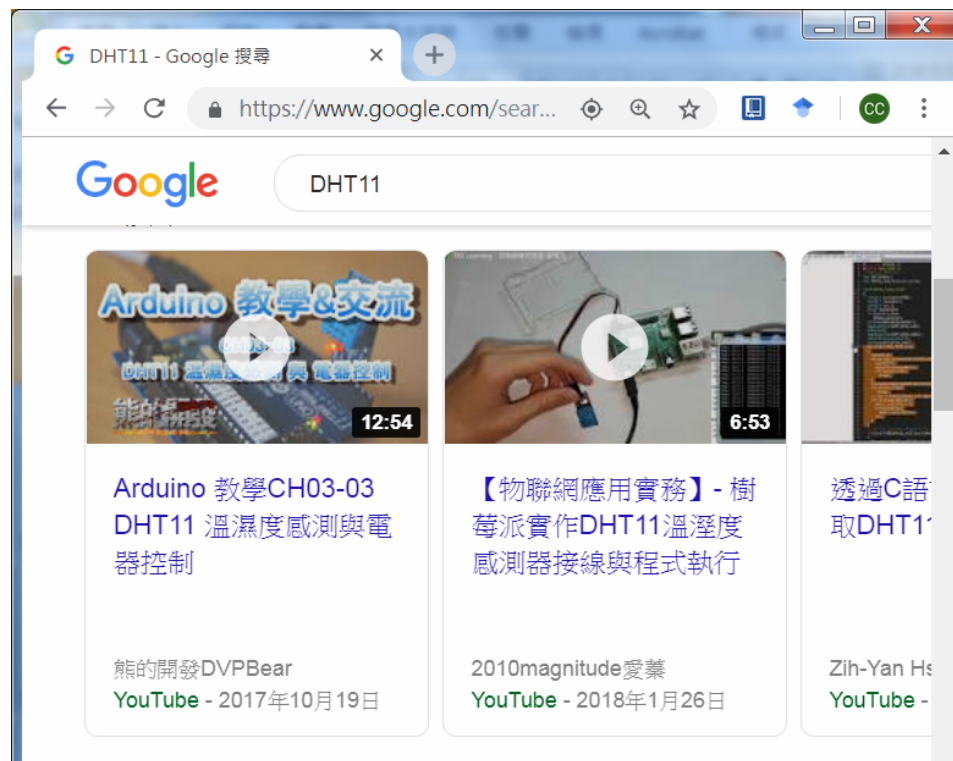 DHT11 - Google 搜尋
https://www.google.com/sear...
CC
Google
DHT11
Arduino 教學&交流
CH03-03
DHT11 溫濕度
與 電器控制
12:54
6:53
Arduino 教學CH03-03
DHT11 溫濕度感測與電
器控制
熊的開發DVPBear
YouTube - 2017年10月19日
【物聯網應用實務】- 樹
莓派實作DHT11溫溼度
感測器接線與程式執行
2010magnitude愛蓁
YouTube - 2018年1月26日
透過C語
取DHT1
Zih-Yan Hs
YouTube -